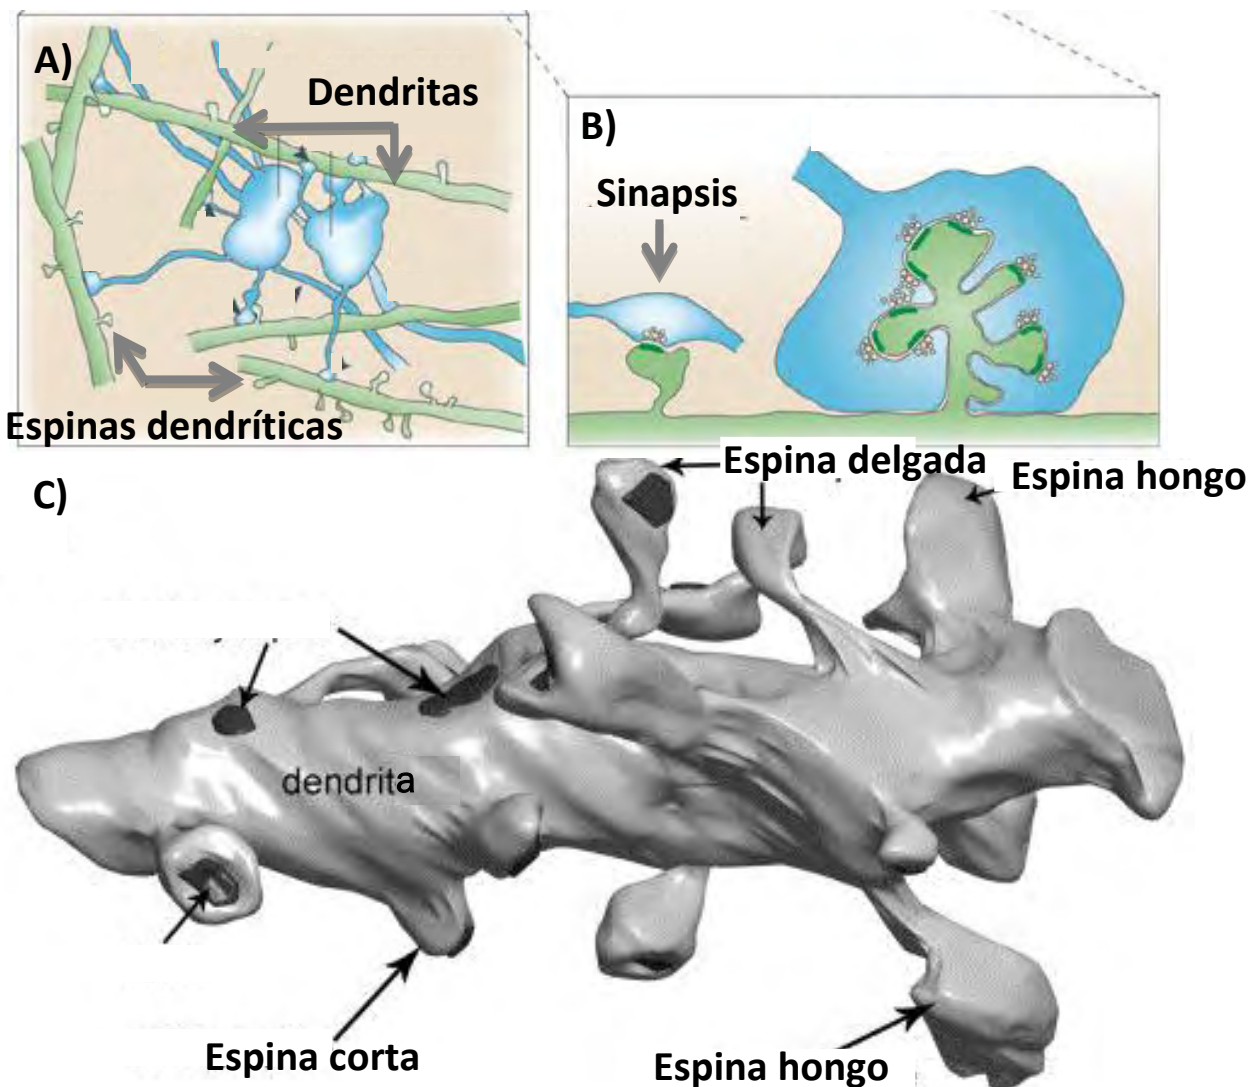 A)
Dendritas
Espinas dendríticas
B)
Sinapsis
C)
Espina delgada
Espina hongo
dendrita
Espina corta
Espina hongo